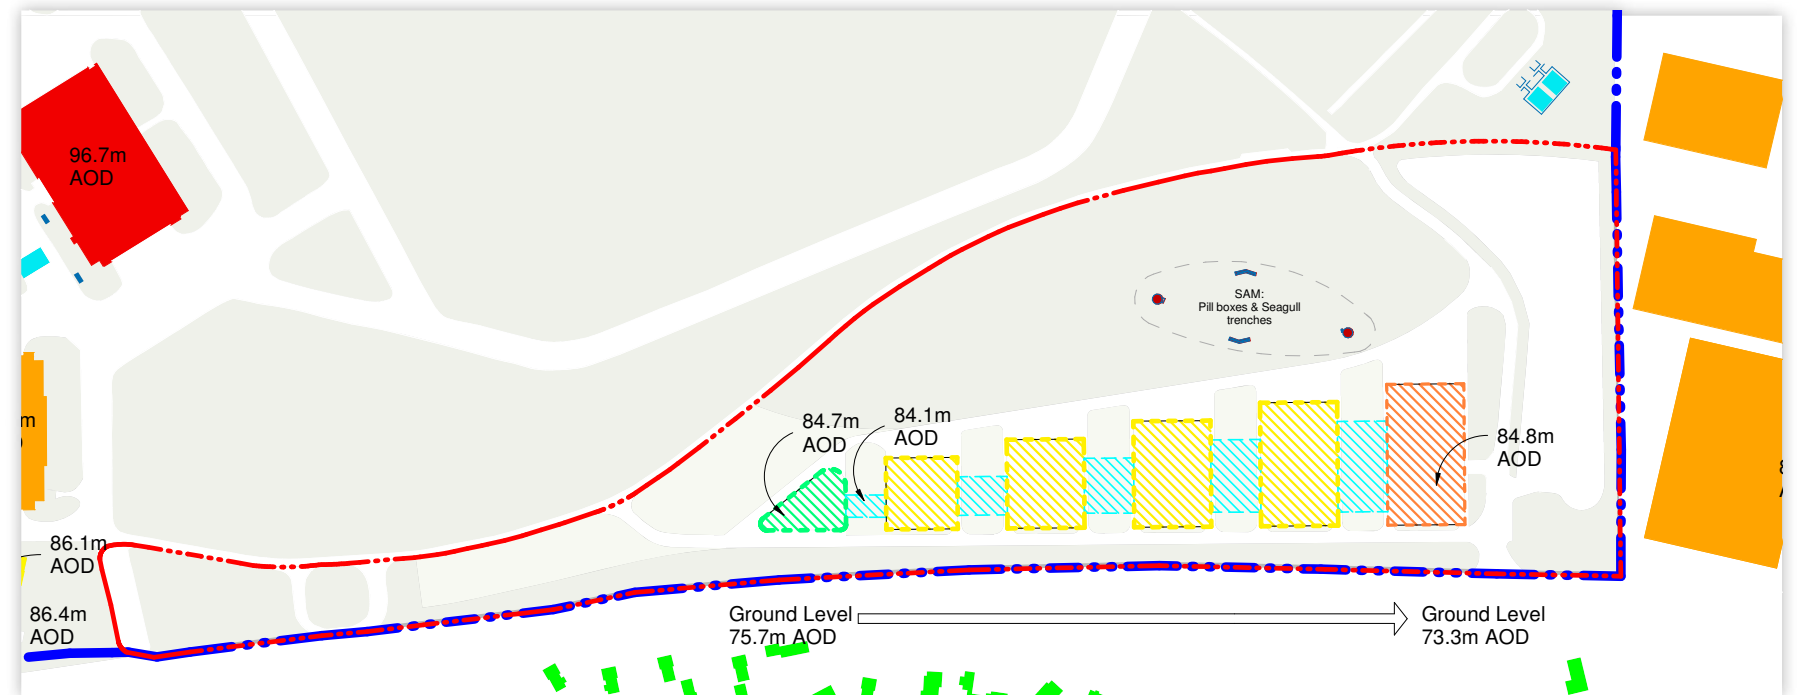 96.7m
AOD
SAM:
Pill boxes & Seagull
trenches
84.7m
AOD
84.1m
AOD
84.8m
AOD
m
86.1m
AOD
86.4m
AOD
Ground Level
75.7m AOD
Ground Level
73.3m AOD